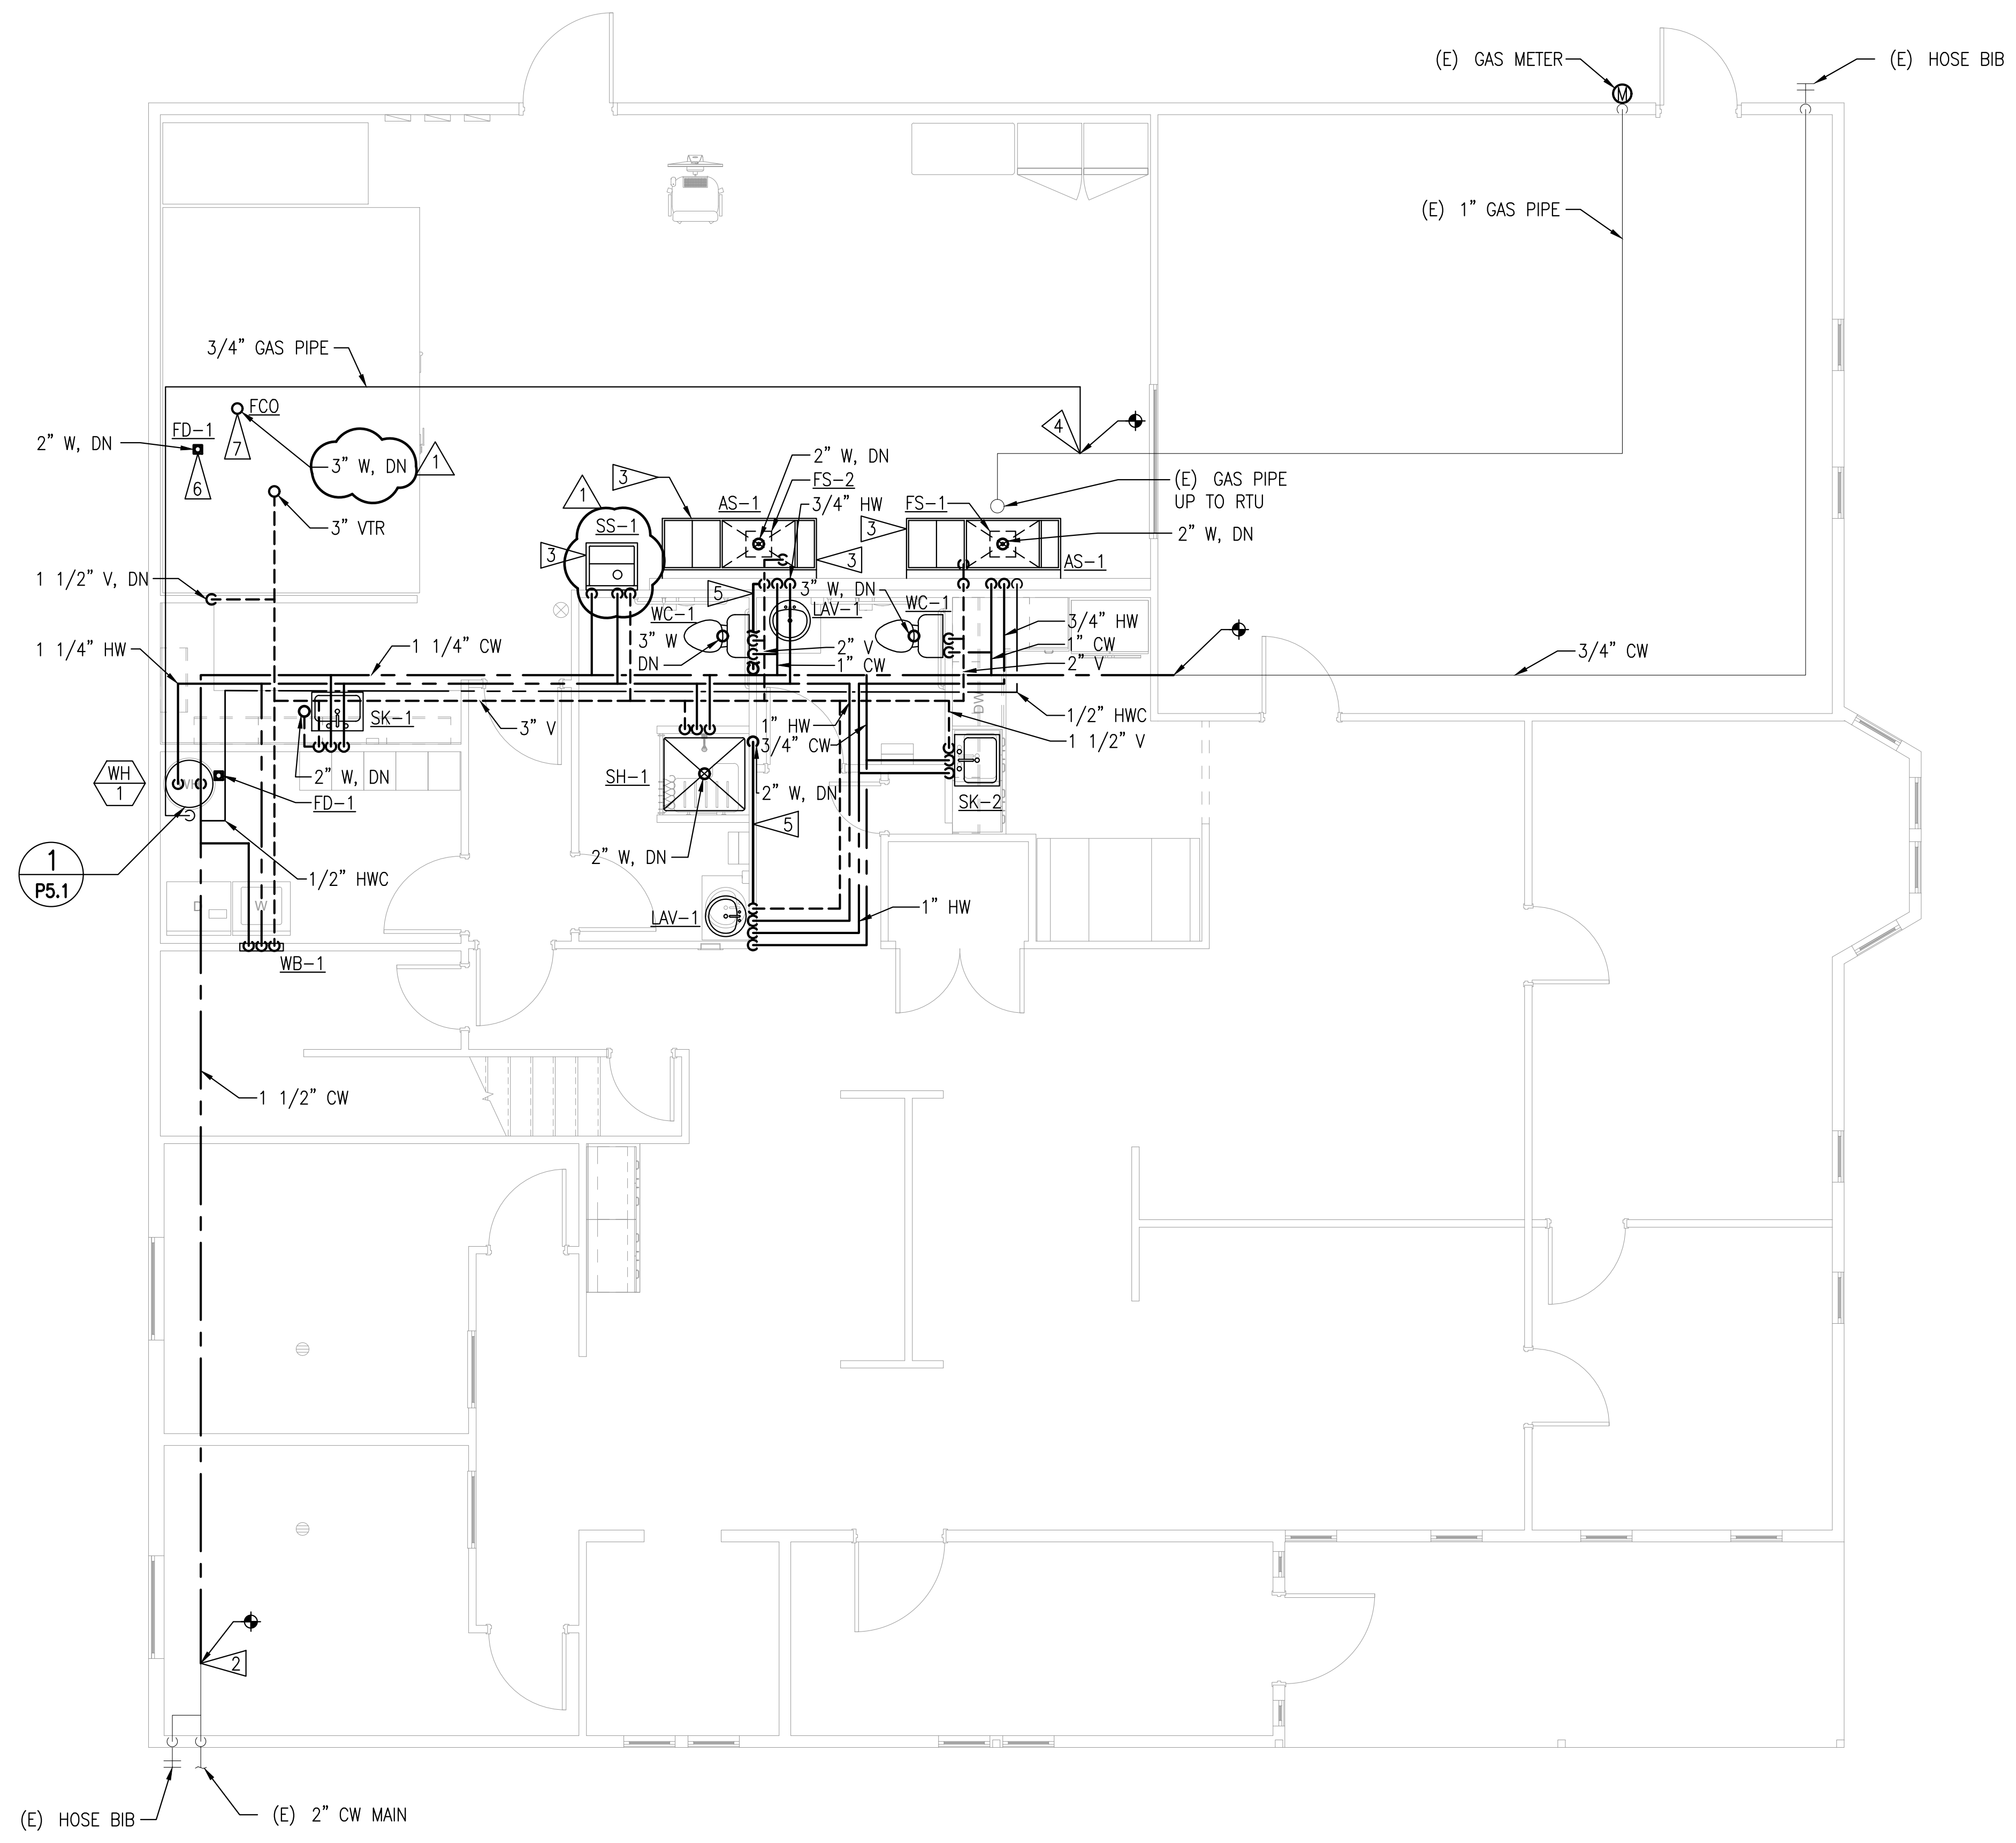 (E) GAS METER
M
(E) HOSE BIB
(E) 1" GAS PIPE
3/4" GAS PIPE
FCO
FD-1
2" W, DN
7
6
3" W, DN
1
3" VTR
4
2" W, DN
FS-2
3
AS-1
3/4" HW
FS-1
(E) GAS PIPE
UP TO RTU
1
SS-1
3
3
3
2" W, DN
AS-1
1 1/2" V, DN
5
3" W, DN
LAV-1
WC-1
WC-1
3" W
DN
2" V
1" CW
3/4" HW
1" CW
2" V
1 1/4" HW
1 1/4" CW
3/4" CW
SK-1
3" V
1" HW
3/4" CW
DW
1/2" HWC
1 1/2" V
WH
1
2" W, DN
FD-1
SH-1
2" W, DN
SK-2
5
1
P5.1
2" W, DN
1/2" HWC
W
LAV-1
1" HW
WB-1
1 1/2" CW
2
(E) HOSE BIB
(E) 2" CW MAIN